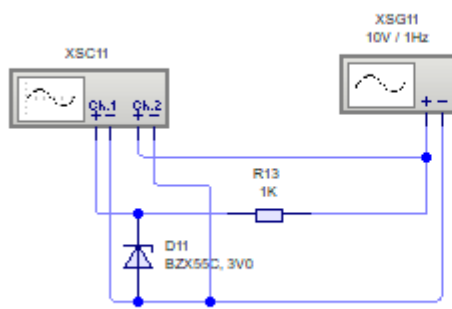 XSC11
XSG11
10V / 1Hz
Ch.1 Ch.2
+ − + −
+ −
R13
1K
D11
BZX55C, 3V0